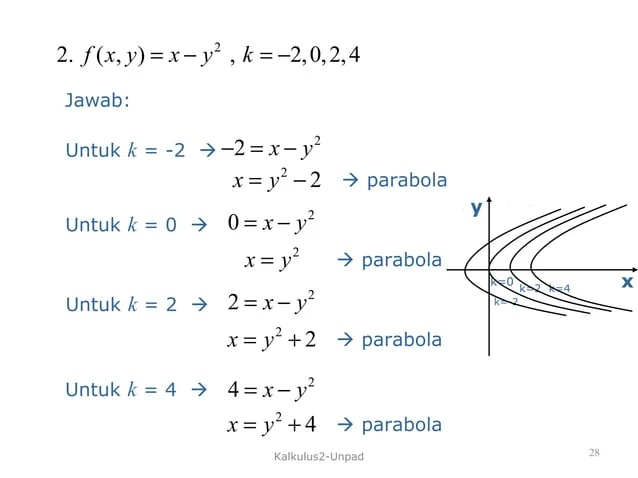 2. f(x, y) = x − y² , k = −2, 0, 2, 4
Jawab:
Untuk k = -2 → −2 = x − y²
x = y² − 2 → parabola
Untuk k = 0 → 0 = x − y²
x = y² → parabola
Untuk k = 2 → 2 = x − y²
x = y² + 2 → parabola
Untuk k = 4 → 4 = x − y²
x = y² + 4 → parabola
y
x
k=0 k=2 k=4
k=-2
Kalkulus2-Unpad
28